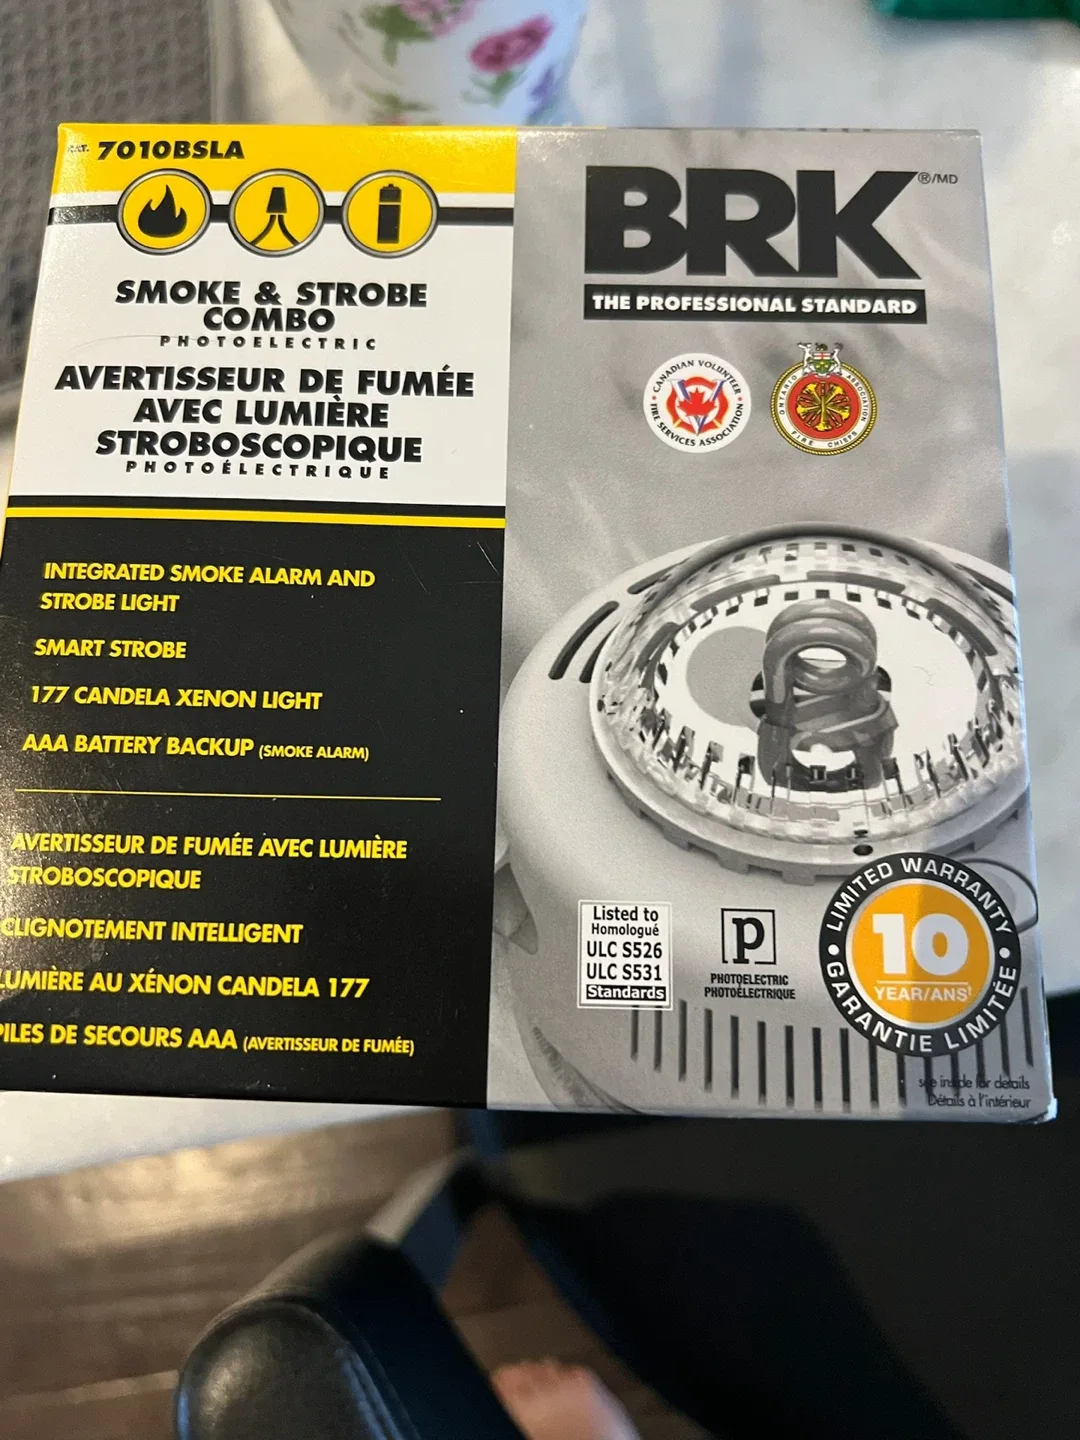 CAT. 7010BSLA
SMOKE & STROBE
COMBO
PHOTOELECTRIC
AVERTISSEUR DE FUMÉE
AVEC LUMIÈRE
STROBOSCOPIQUE
PHOTOÉLECTRIQUE
INTEGRATED SMOKE ALARM AND
STROBE LIGHT
SMART STROBE
177 CANDELA XENON LIGHT
AAA BATTERY BACKUP (SMOKE ALARM)
AVERTISSEUR DE FUMÉE AVEC LUMIÈRE
STROBOSCOPIQUE
CLIGNOTEMENT INTELLIGENT
LUMIÈRE AU XÉNON CANDELA 177
PILES DE SECOURS AAA (AVERTISSEUR DE FUMÉE)
BRK®/MD
THE PROFESSIONAL STANDARD
CANADIAN VOLUNTEER
FIRE SERVICES ASSOCIATION
ONTARIO ASSOCIATION
FIRE CHIEFS
Listed to
Homologué
ULC S526
ULC S531
Standards
p
PHOTOELECTRIC
PHOTOÉLECTRIQUE
LIMITED WARRANTY
10
YEAR/ANS†
GARANTIE LIMITÉE
see inside for details
Détails à l'intérieur